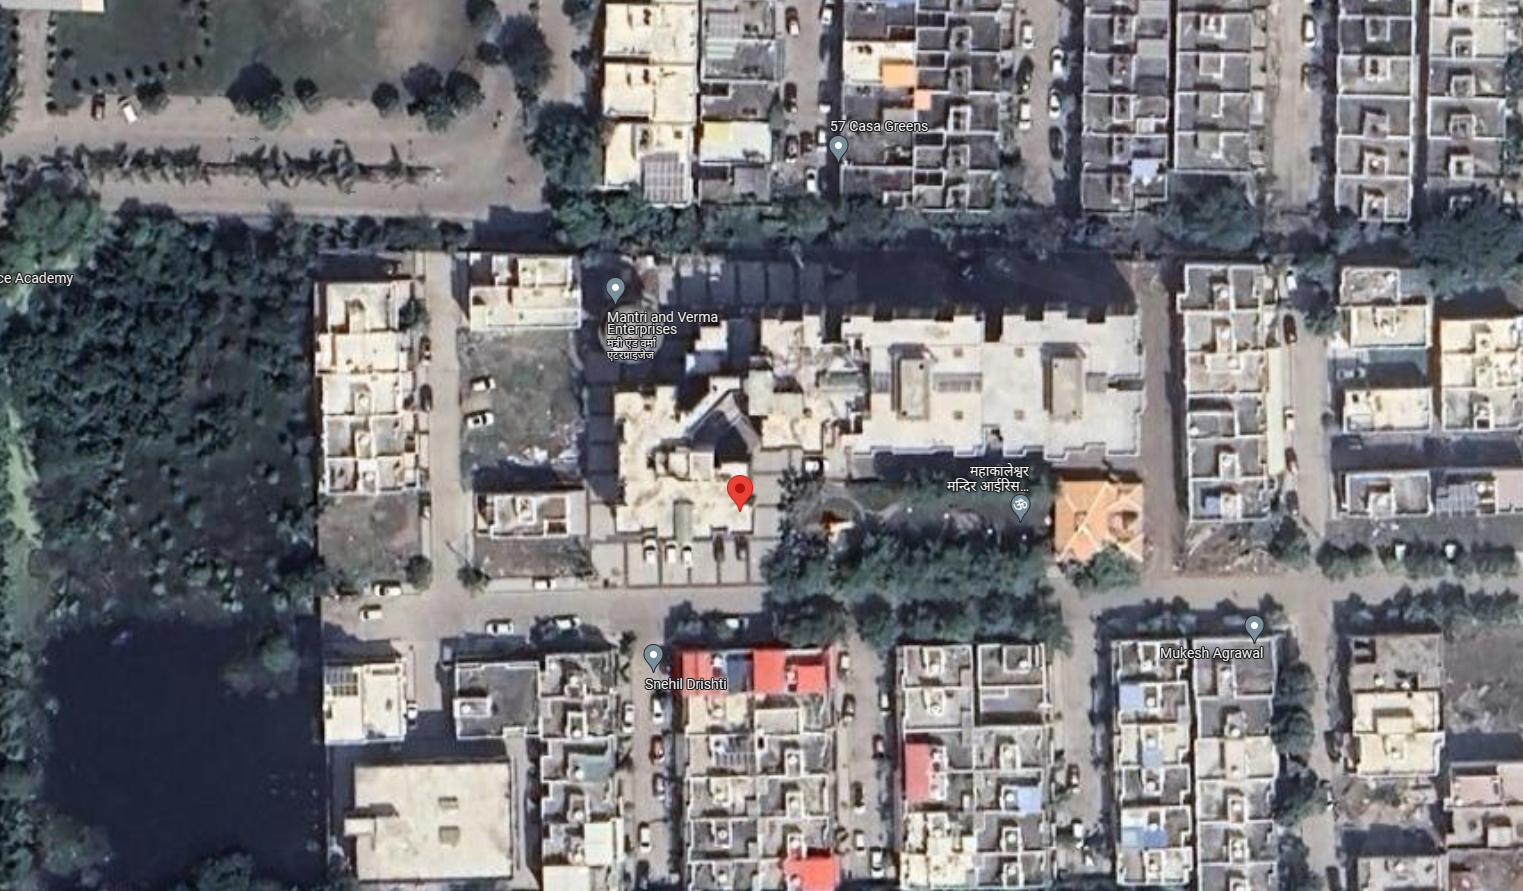 57 Casa Greens
ce Academy
Mantri and Verma
Enterprises
मंत्री एंड वर्मा
एंटरप्राइजेज
महाकालेश्वर
मन्दिर आईरिस...
Snehil Drishti
Mukesh Agrawal